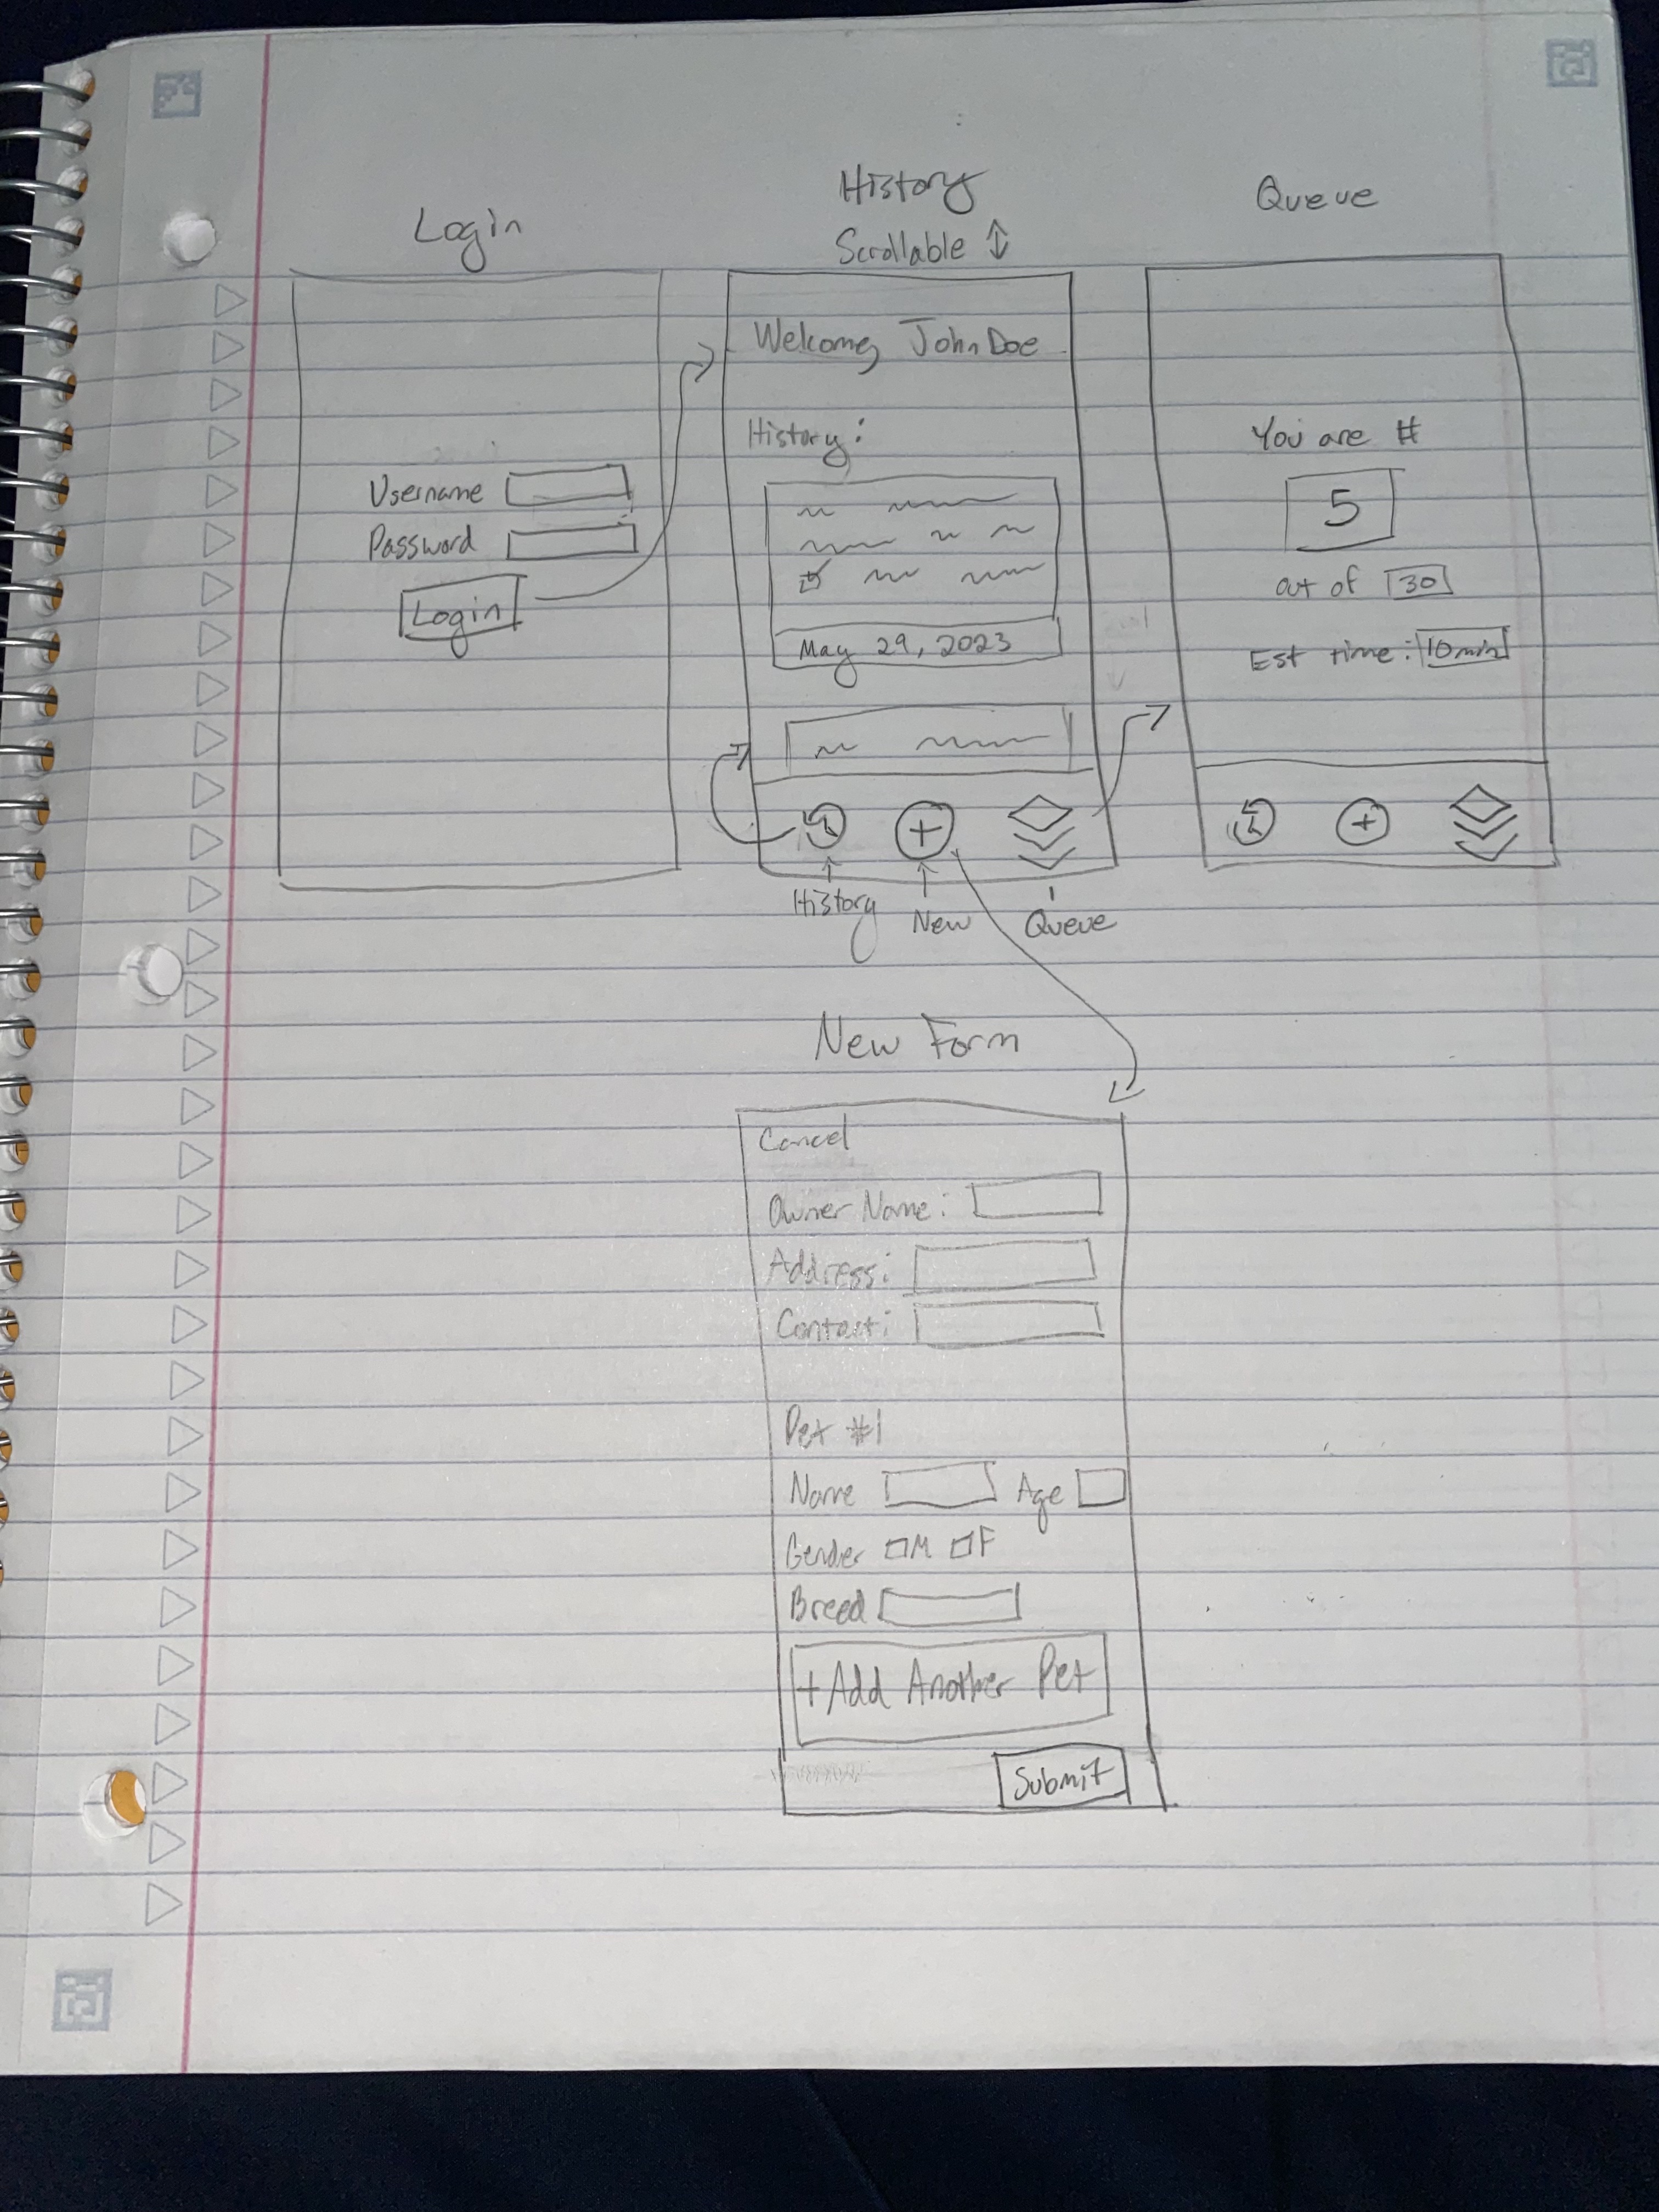 Login
Username
Password
Login
History
Scrollable ↕
Welcome, John Doe
History:
May 29, 2023
History
New
Queue
Queue
You are #
5
out of 30
Est time: 10min
New Form
Cancel
Owner Name:
Address:
Contact:
Pet #1
Name Age
Gender □M □F
Breed
+Add Another Pet
Submit